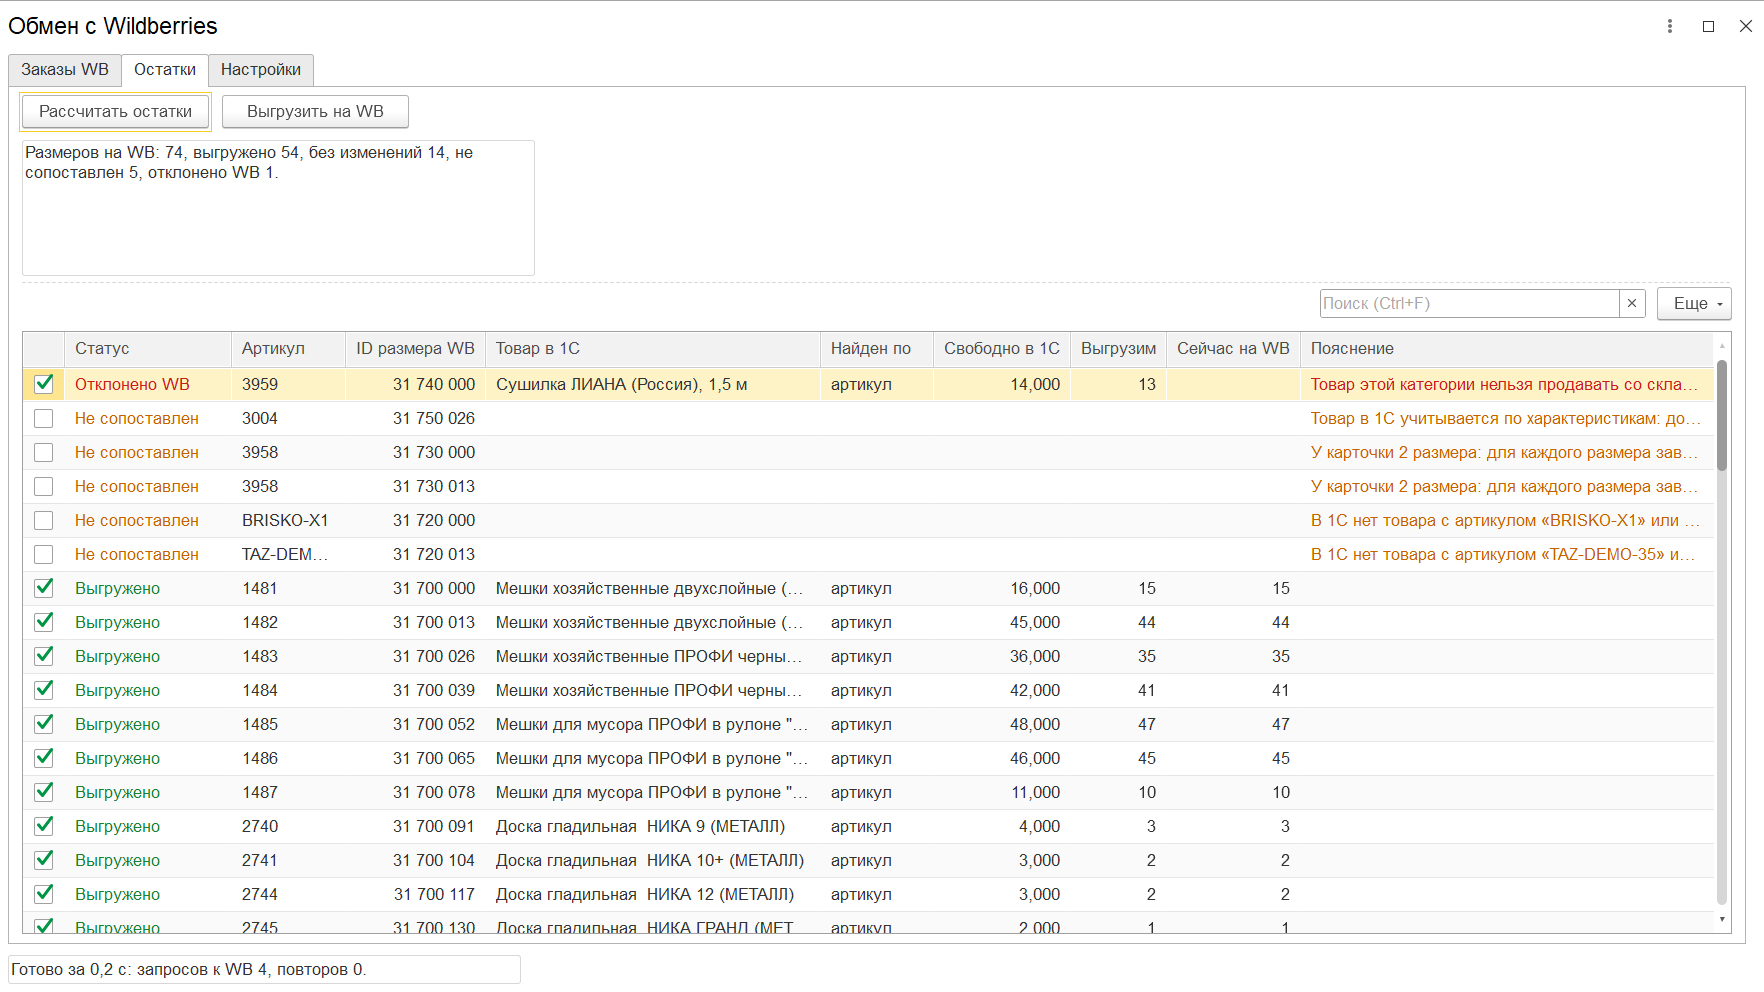 Обмен с Wildberries
Заказы WB Остатки Настройки
Рассчитать остатки Выгрузить на WB
Размеров на WB: 74, выгружено 54, без изменений 14, не
сопоставлен 5, отклонено WB 1.
Поиск (Ctrl+F) × Еще
Статус Артикул ID размера WB Товар в 1С Найден по Свободно в 1С Выгрузим Сейчас на WB Пояснение
Отклонено WB 3959 31 740 000 Сушилка ЛИАНА (Россия), 1,5 м артикул 14,000 13 Товар этой категории нельзя продавать со скла...
Не сопоставлен 3004 31 750 026 Товар в 1С учитывается по характеристикам: до...
Не сопоставлен 3958 31 730 000 У карточки 2 размера: для каждого размера зав...
Не сопоставлен 3958 31 730 013 У карточки 2 размера: для каждого размера зав...
Не сопоставлен BRISKO-X1 31 720 000 В 1С нет товара с артикулом «BRISKO-X1» или ...
Не сопоставлен TAZ-DEM... 31 720 013 В 1С нет товара с артикулом «TAZ-DEMO-35» и...
Выгружено 1481 31 700 000 Мешки хозяйственные двухслойные (... артикул 16,000 15 15
Выгружено 1482 31 700 013 Мешки хозяйственные двухслойные (... артикул 45,000 44 44
Выгружено 1483 31 700 026 Мешки хозяйственные ПРОФИ черны... артикул 36,000 35 35
Выгружено 1484 31 700 039 Мешки хозяйственные ПРОФИ черны... артикул 42,000 41 41
Выгружено 1485 31 700 052 Мешки для мусора ПРОФИ в рулоне "... артикул 48,000 47 47
Выгружено 1486 31 700 065 Мешки для мусора ПРОФИ в рулоне "... артикул 46,000 45 45
Выгружено 1487 31 700 078 Мешки для мусора ПРОФИ в рулоне "... артикул 11,000 10 10
Выгружено 2740 31 700 091 Доска гладильная НИКА 9 (МЕТАЛЛ) артикул 4,000 3 3
Выгружено 2741 31 700 104 Доска гладильная НИКА 10+ (МЕТАЛЛ) артикул 3,000 2 2
Выгружено 2744 31 700 117 Доска гладильная НИКА 12 (МЕТАЛЛ) артикул 3,000 2 2
Выгружено 2745 31 700 130 Доска гладильная НИКА ГРАНД (МЕТ артикул 2,000 1 1
Готово за 0,2 с: запросов к WB 4, повторов 0.